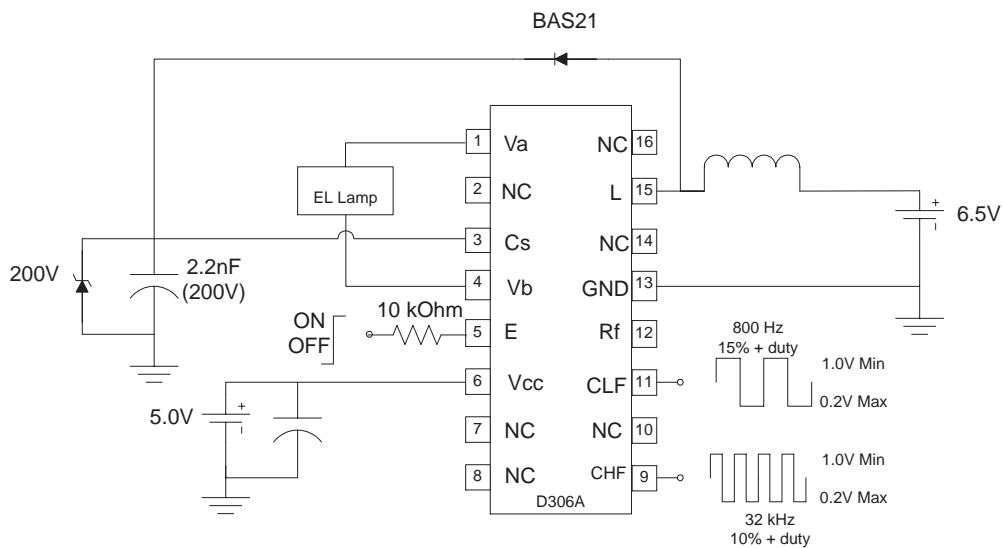 BAS21
1 Va
NC 16
2 NC
L 15
EL Lamp
+
-
6.5V
3 Cs
NC 14
200V
2.2nF
(200V)
4 Vb
GND 13
ON
OFF
10 kOhm
5 E
Rf 12
800 Hz
15% + duty
1.0V Min
0.2V Max
6 Vcc
CLF 11
5.0V
+
-
7 NC
NC 10
8 NC
CHF 9
1.0V Min
0.2V Max
D306A
32 kHz
10% + duty